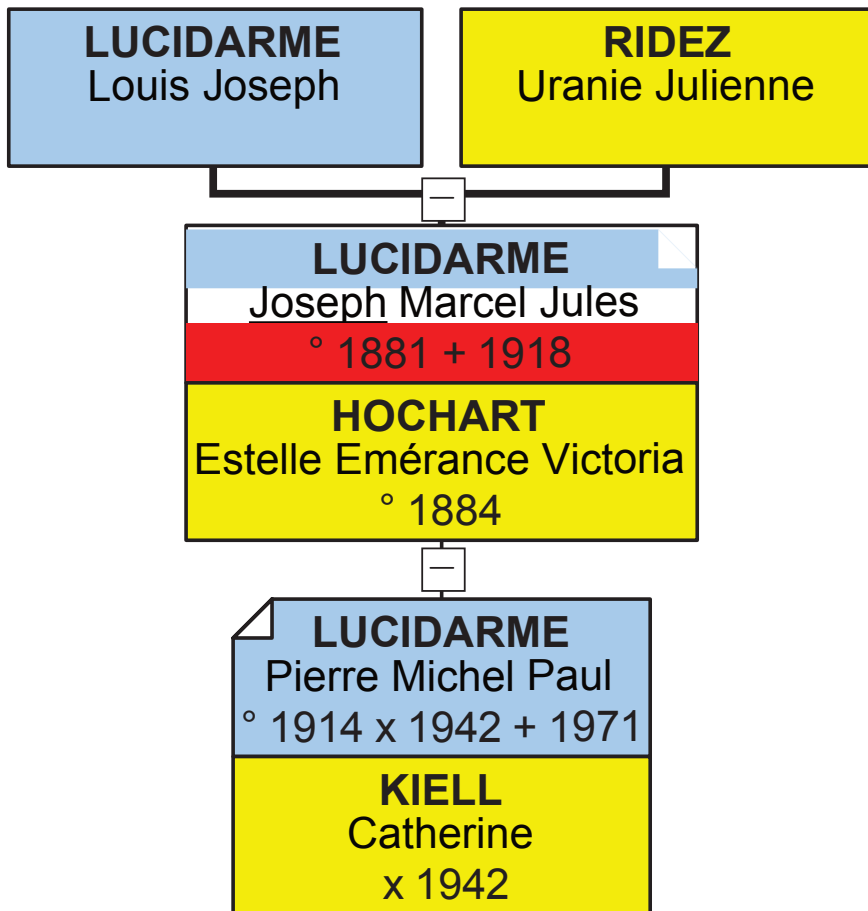 LUCIDARME
Louis Joseph
RIDEZ
Uranie Julienne
LUCIDARME
Joseph Marcel Jules
° 1881 + 1918
HOCHART
Estelle Emérance Victoria
° 1884
LUCIDARME
Pierre Michel Paul
° 1914 x 1942 + 1971
KIELL
Catherine
x 1942